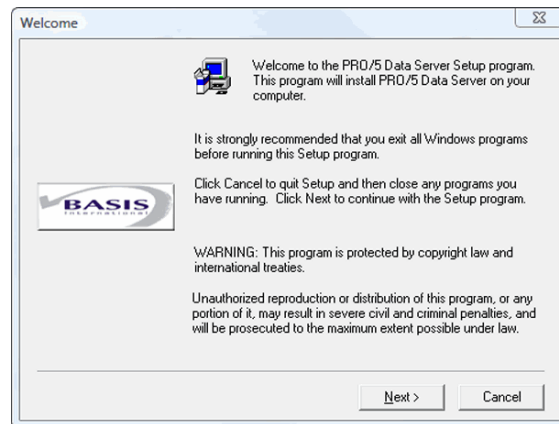 Welcome
Welcome to the PRO/5 Data Server Setup program.
This program will install PRO/5 Data Server on your
computer.
It is strongly recommended that you exit all Windows programs
before running this Setup program.
Click Cancel to quit Setup and then close any programs you
have running.  Click Next to continue with the Setup program.
BASIS
International
WARNING: This program is protected by copyright law and
international treaties.
Unauthorized reproduction or distribution of this program, or any
portion of it, may result in severe civil and criminal penalties, and
will be prosecuted to the maximum extent possible under law.
Next >
Cancel